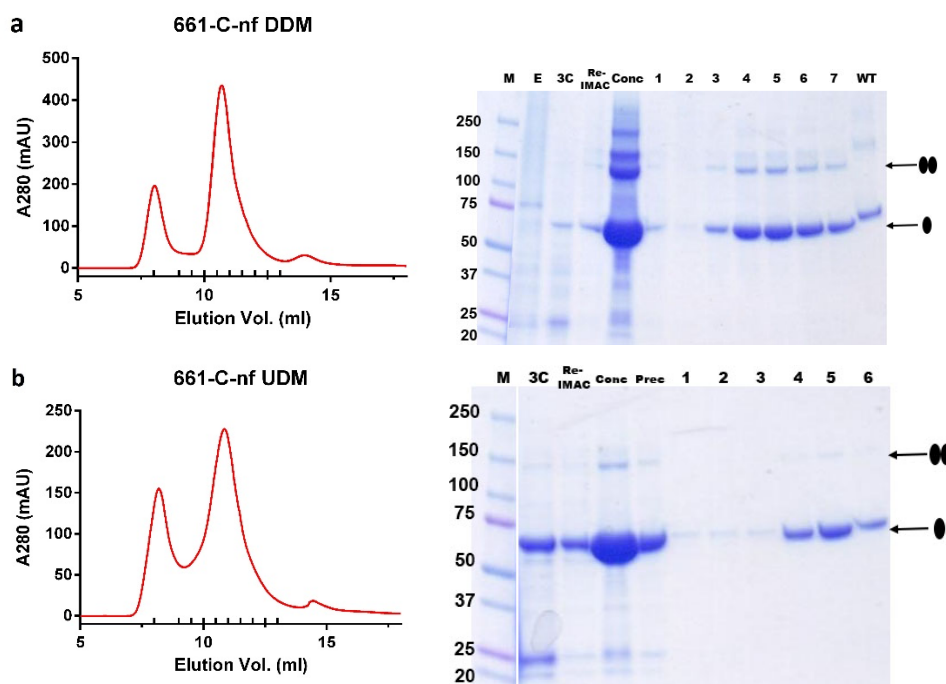 a
661-C-nf DDM
A280 (mAU)
500
400
300
200
100
0
5 10 15
Elution Vol. (ml)
M E 3C Re-IMAC Conc 1 2 3 4 5 6 7 WT
250
150
100
75
50
37
25
20
b
661-C-nf UDM
A280 (mAU)
250
200
150
100
50
0
5 10 15
Elution Vol. (ml)
M 3C Re-IMAC Conc Prec 1 2 3 4 5 6
250
150
100
75
50
37
25
20